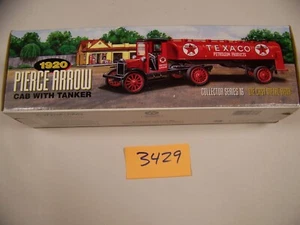 1920
PIERCE ARROW
CAB WITH TANKER
TEXACO
PETROLEUM PRODUCTS
COLLECTOR SERIES #16
3429